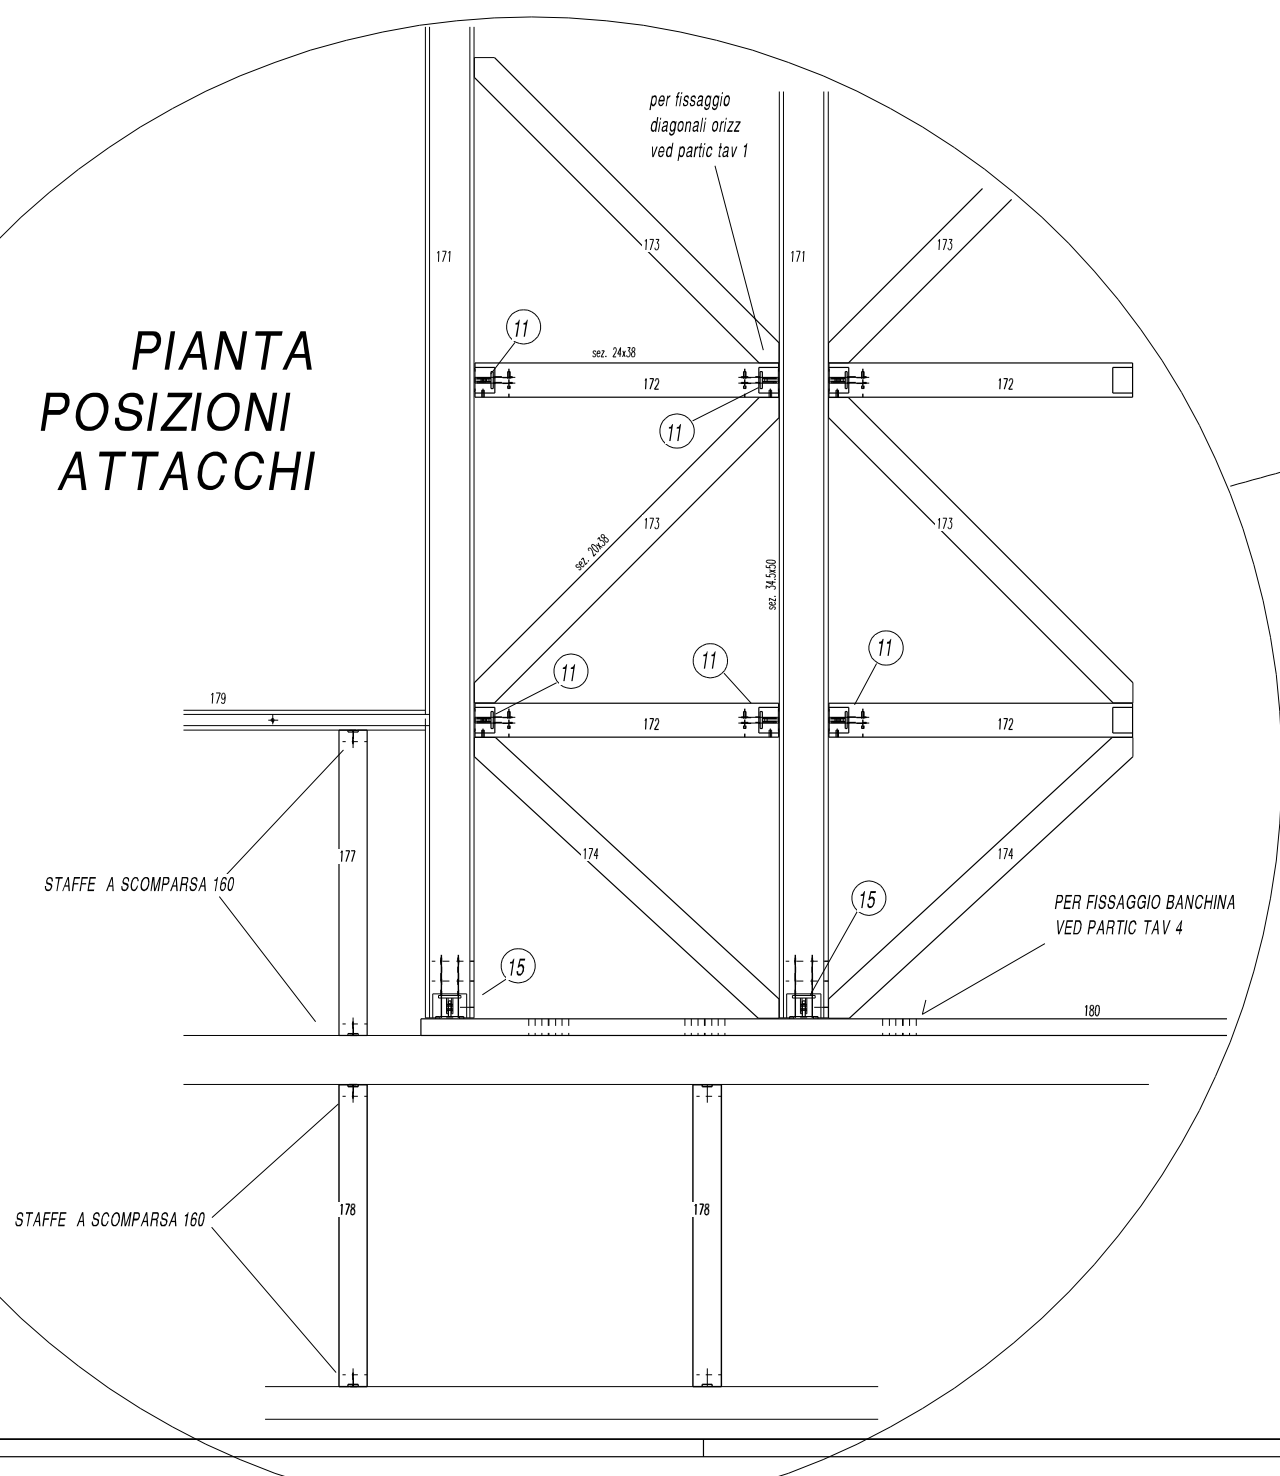 per fissaggio
diagonali orizz
ved partic tav 1
173
173
171
171
PIANTA
POSIZIONI
ATTACCHI
11
sez. 24x38
172
172
11
173
173
sez. 20x38
sez. 34.5x50
11
11
11
179
172
172
177
174
174
STAFFE A SCOMPARSA 160
15
PER FISSAGGIO BANCHINA
VED PARTIC TAV 4
15
180
178
178
STAFFE A SCOMPARSA 160